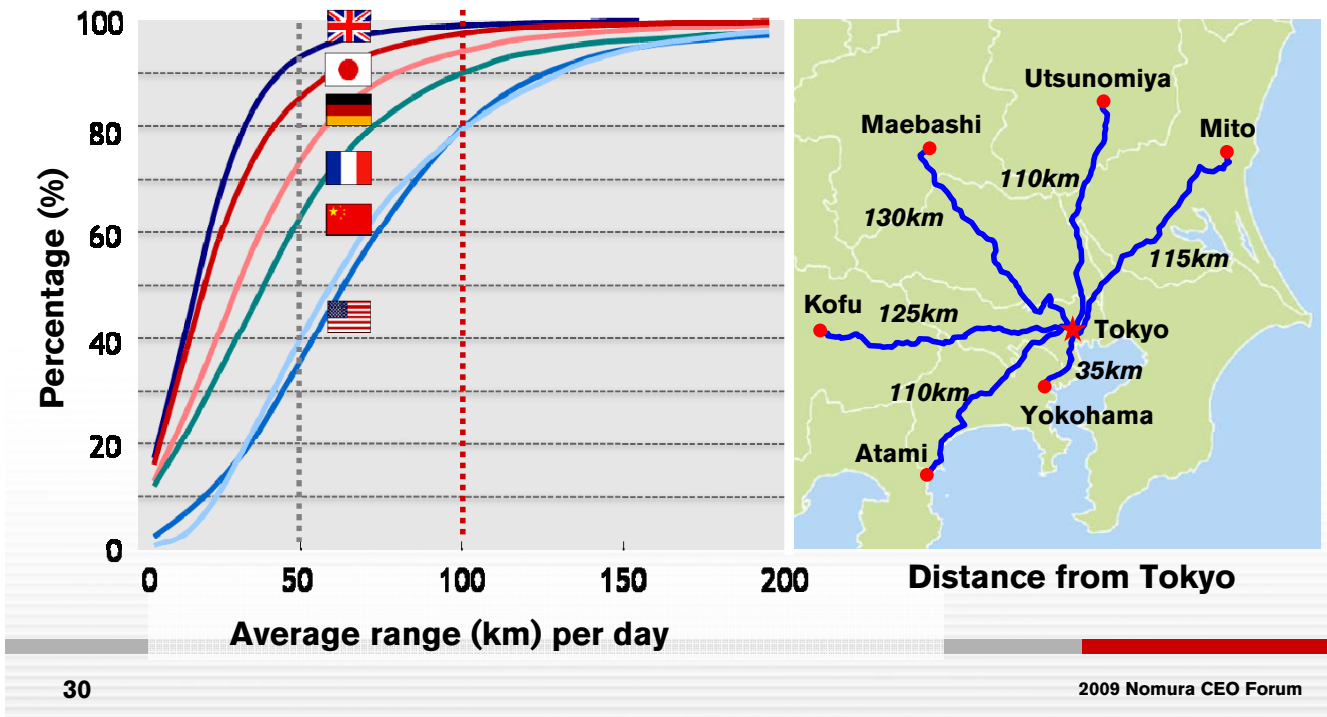 100
80
60
40
20
0
Percentage (%)
0 50 100 150 200
Average range (km) per day
Utsunomiya
Maebashi
Mito
110km
130km
115km
Kofu
125km
Tokyo
35km
110km
Yokohama
Atami
Distance from Tokyo
30
2009 Nomura CEO Forum